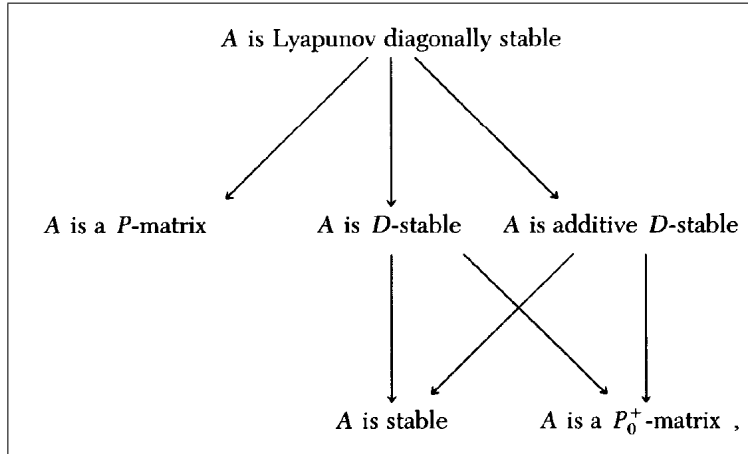 A is Lyapunov diagonally stable
A is a P-matrix A is D-stable A is additive D-stable
A is stable A is a P₀⁺-matrix ,